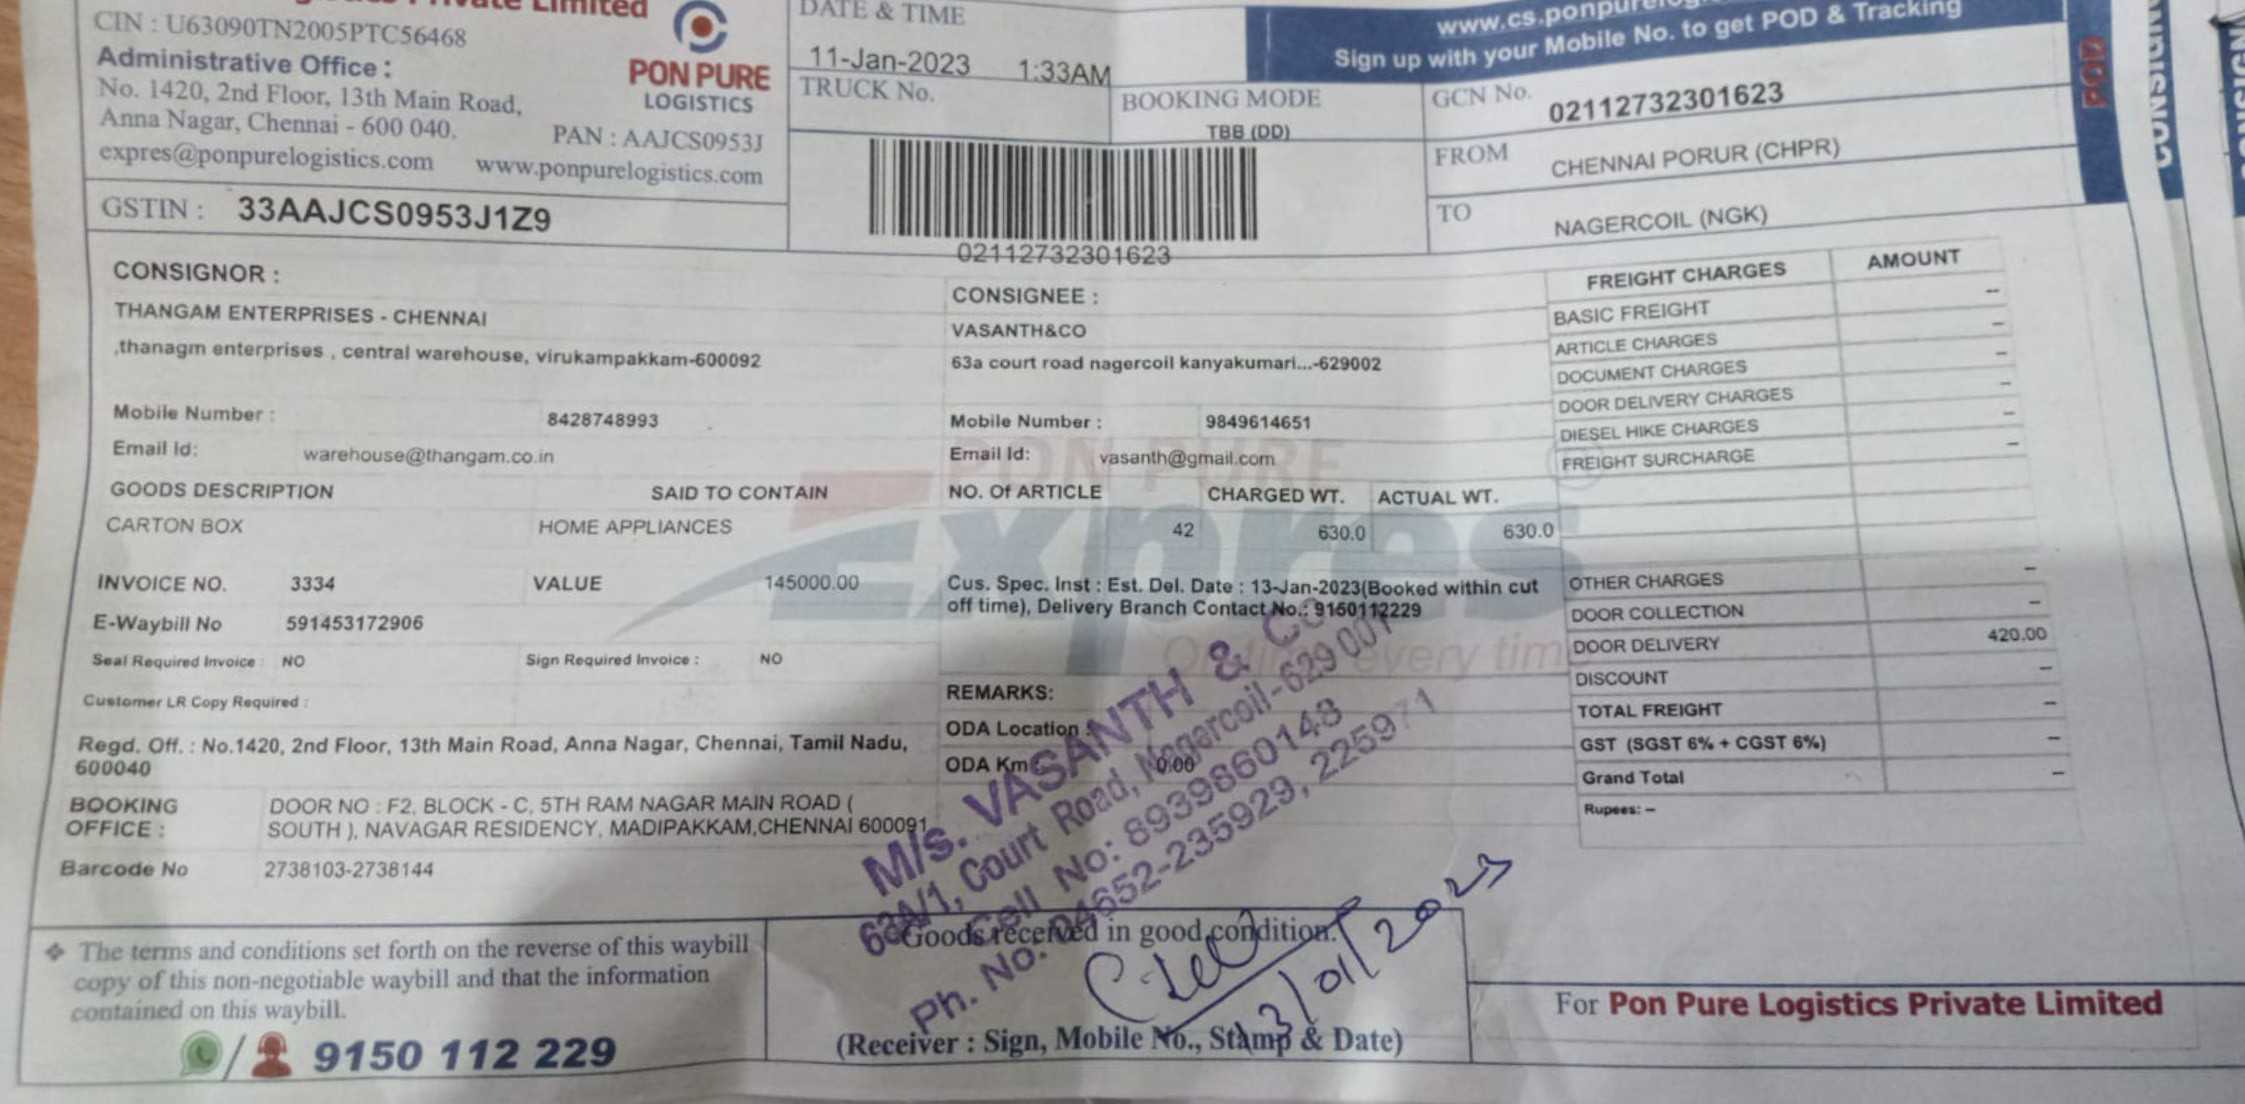 Private Limited
CIN : U63090TN2005PTC56468
Administrative Office :
No. 1420, 2nd Floor, 13th Main Road,
Anna Nagar, Chennai - 600 040.
PAN : AAJCS0953J
expres@ponpurelogistics.com www.ponpurelogistics.com
PON PURE
LOGISTICS
GSTIN : 33AAJCS0953J1Z9
DATE & TIME
11-Jan-2023 1:33AM
TRUCK No.
BOOKING MODE
TBB (DD)
02112732301623
Sign up with your Mobile No. to get POD & Tracking
GCN No. 02112732301623
FROM CHENNAI PORUR (CHPR)
TO NAGERCOIL (NGK)
POD
CONSIGNOR :
THANGAM ENTERPRISES - CHENNAI
,thanagm enterprises , central warehouse, virukampakkam-600092
Mobile Number : 8428748993
Email Id: warehouse@thangam.co.in
CONSIGNEE :
VASANTH&CO
63a court road nagercoil kanyakumari...-629002
Mobile Number : 9849614651
Email Id: vasanth@gmail.com
FREIGHT CHARGES AMOUNT
BASIC FREIGHT --
ARTICLE CHARGES --
DOCUMENT CHARGES --
DOOR DELIVERY CHARGES --
DIESEL HIKE CHARGES --
FREIGHT SURCHARGE --
GOODS DESCRIPTION SAID TO CONTAIN NO. Of ARTICLE CHARGED WT. ACTUAL WT.
CARTON BOX HOME APPLIANCES 42 630.0 630.0
PON PURE
Expres
On time every time
INVOICE NO. 3334 VALUE 145000.00
E-Waybill No 591453172906
Seal Required Invoice : NO Sign Required Invoice : NO
Customer LR Copy Required :
Cus. Spec. Inst : Est. Del. Date : 13-Jan-2023(Booked within cut
off time), Delivery Branch Contact No.: 9150112229
REMARKS:
ODA Location :
ODA Km : 0.00
OTHER CHARGES --
DOOR COLLECTION --
DOOR DELIVERY 420.00
DISCOUNT --
TOTAL FREIGHT --
GST (SGST 6% + CGST 6%) --
Grand Total --
Rupees: --
Regd. Off. : No.1420, 2nd Floor, 13th Main Road, Anna Nagar, Chennai, Tamil Nadu,
600040
BOOKING OFFICE :
DOOR NO : F2, BLOCK - C, 5TH RAM NAGAR MAIN ROAD (
SOUTH ), NAVAGAR RESIDENCY, MADIPAKKAM,CHENNAI 600091
Barcode No 2738103-2738144
M/s. VASANTH & CO
63A/1, Court Road, Nagercoil-629 001
Cell No: 8939860148
Ph. No. 04652-235929, 225971
❖ The terms and conditions set forth on the reverse of this waybill
copy of this non-negotiable waybill and that the information
contained on this waybill.
9150 112 229
Goods received in good condition.
13/01/2023
(Receiver : Sign, Mobile No., Stamp & Date)
For Pon Pure Logistics Private Limited